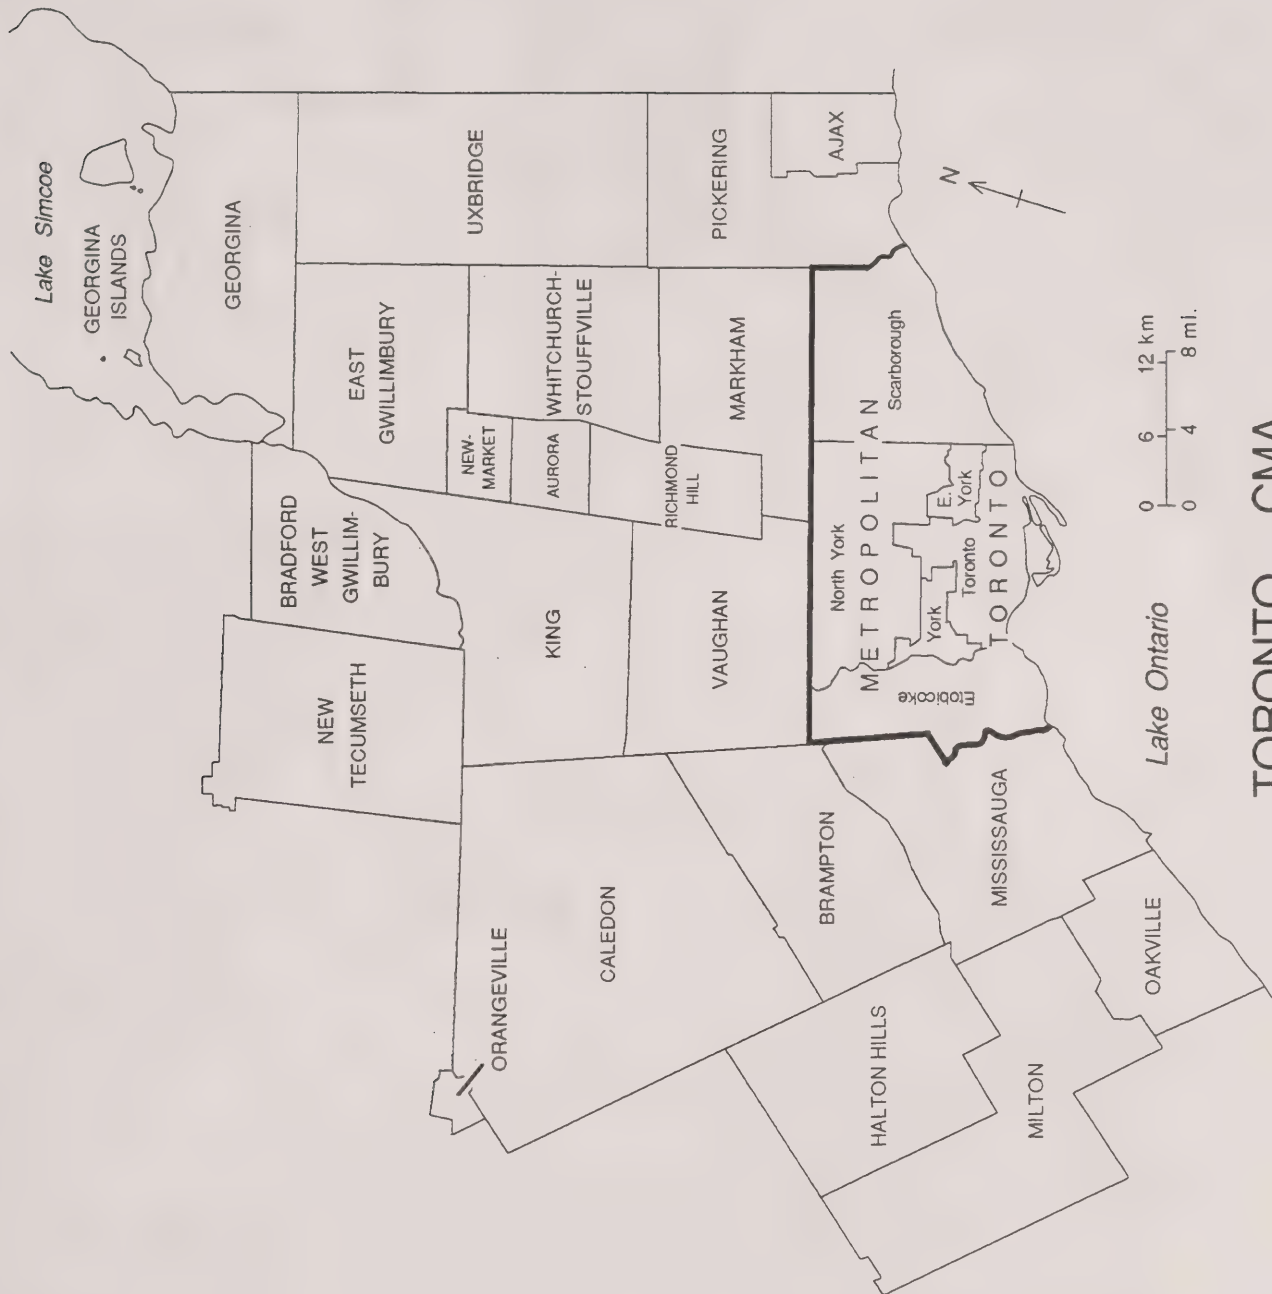 Lake Simcoe
GEORGINA
ISLANDS
GEORGINA
UXBRIDGE
PICKERING
AJAX
N
EAST
GWILLIMBURY
WHITCHURCH-
STOUFFVILLE
NEW-
MARKET
AURORA
RICHMOND
HILL
MARKHAM
BRADFORD
WEST
GWILLIM-
BURY
NEW
TECUMSETH
KING
VAUGHAN
METROPOLITAN
TORONTO
Scarborough
North York
E.
York
York
Toronto
Etobicoke
ORANGEVILLE
CALEDON
BRAMPTON
MISSISSAUGA
HALTON HILLS
MILTON
OAKVILLE
Lake Ontario
0 6 12 km
0 4 8 mi.
TORONTO CMA